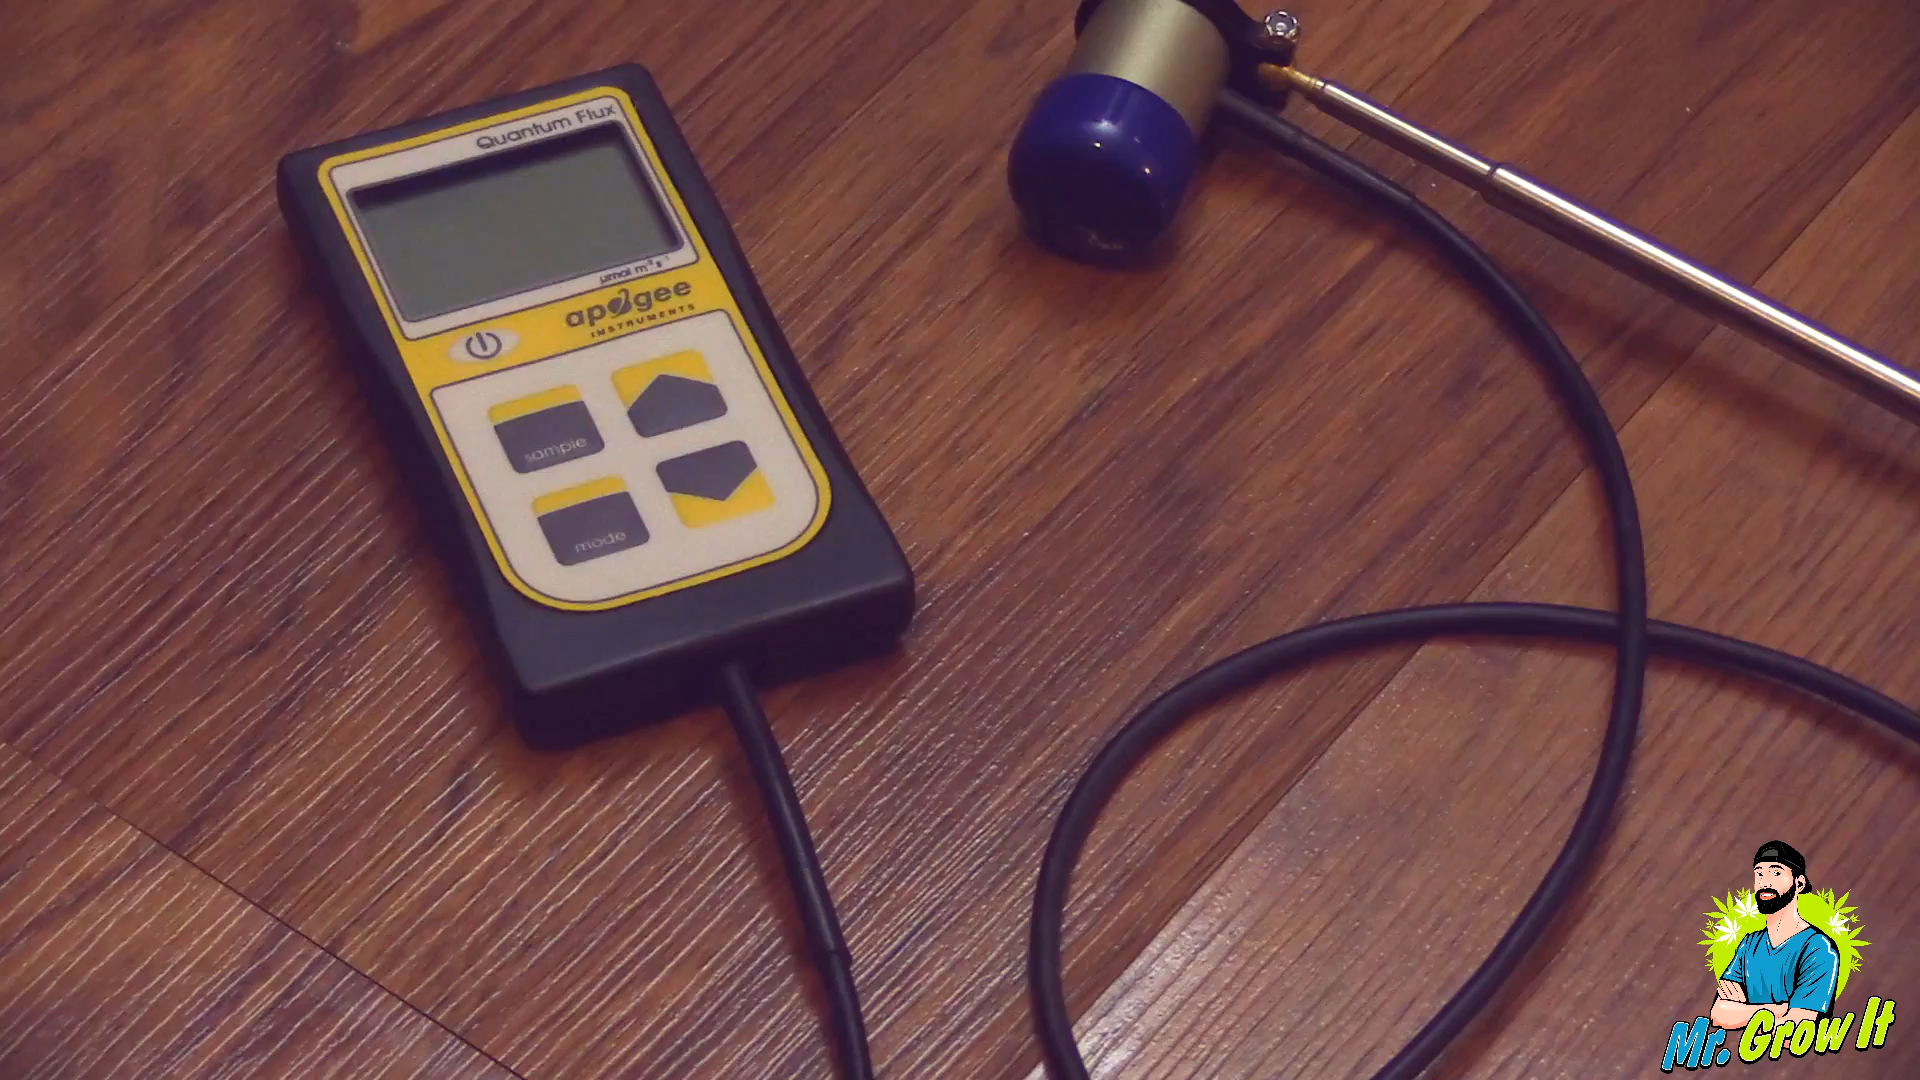 Quantum Flux
µmol m⁻² s⁻¹
apogee
INSTRUMENTS
sample
mode
Mr. Grow It